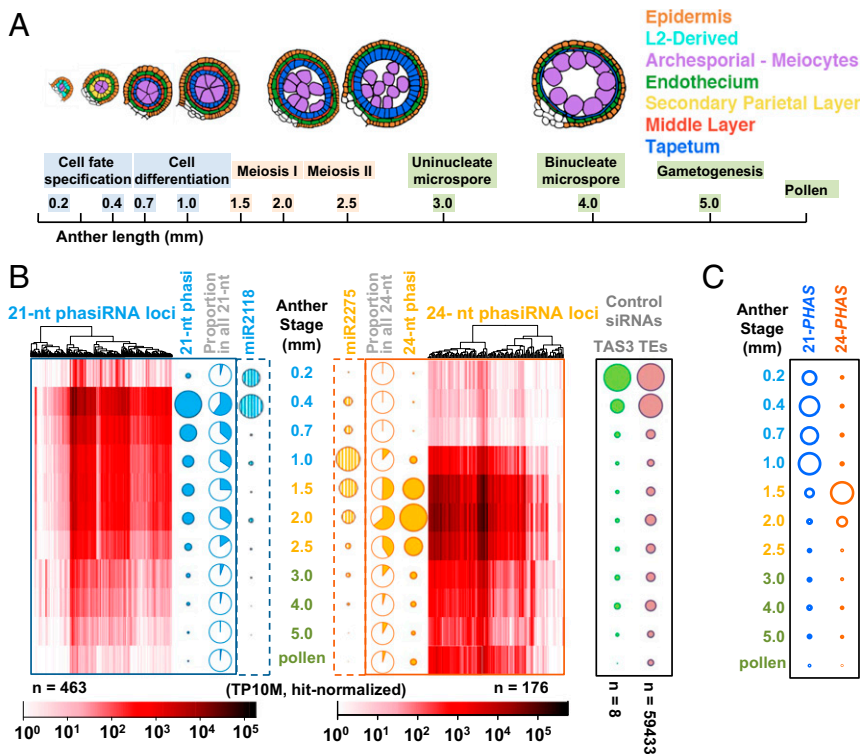 A
Epidermis
L2-Derived
Archesporial - Meiocytes
Endothecium
Secondary Parietal Layer
Middle Layer
Tapetum
Cell fate
specification
Cell
differentiation
Meiosis I
Meiosis II
Uninucleate
microspore
Binucleate
microspore
Gametogenesis
Pollen
0.2
0.4
0.7
1.0
1.5
2.0
2.5
3.0
4.0
5.0
Anther length (mm)
B
21-nt phasiRNA loci
21-nt phasi
Proportion
in all 21-nt
miR2118
Anther
Stage
(mm)
miR2275
Proportion
in all 24-nt
24-nt phasi
24- nt phasiRNA loci
Control
siRNAs
TAS3 TEs
0.2
0.4
0.7
1.0
1.5
2.0
2.5
3.0
4.0
5.0
pollen
n = 463
(TP10M, hit-normalized)
n = 176
n = 8
n = 59433
10⁰ 10¹ 10² 10³ 10⁴ 10⁵
10⁰ 10¹ 10² 10³ 10⁴ 10⁵
C
Anther
Stage
(mm)
21-PHAS
24-PHAS
0.2
0.4
0.7
1.0
1.5
2.0
2.5
3.0
4.0
5.0
pollen